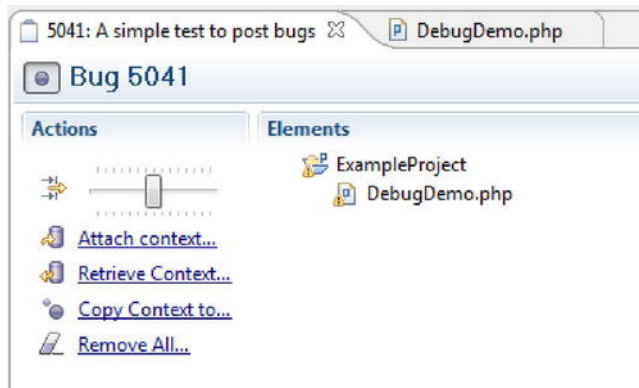 5041: A simple test to post bugs
DebugDemo.php
Bug 5041
Actions
Elements
ExampleProject
DebugDemo.php
Attach context...
Retrieve Context...
Copy Context to...
Remove All...